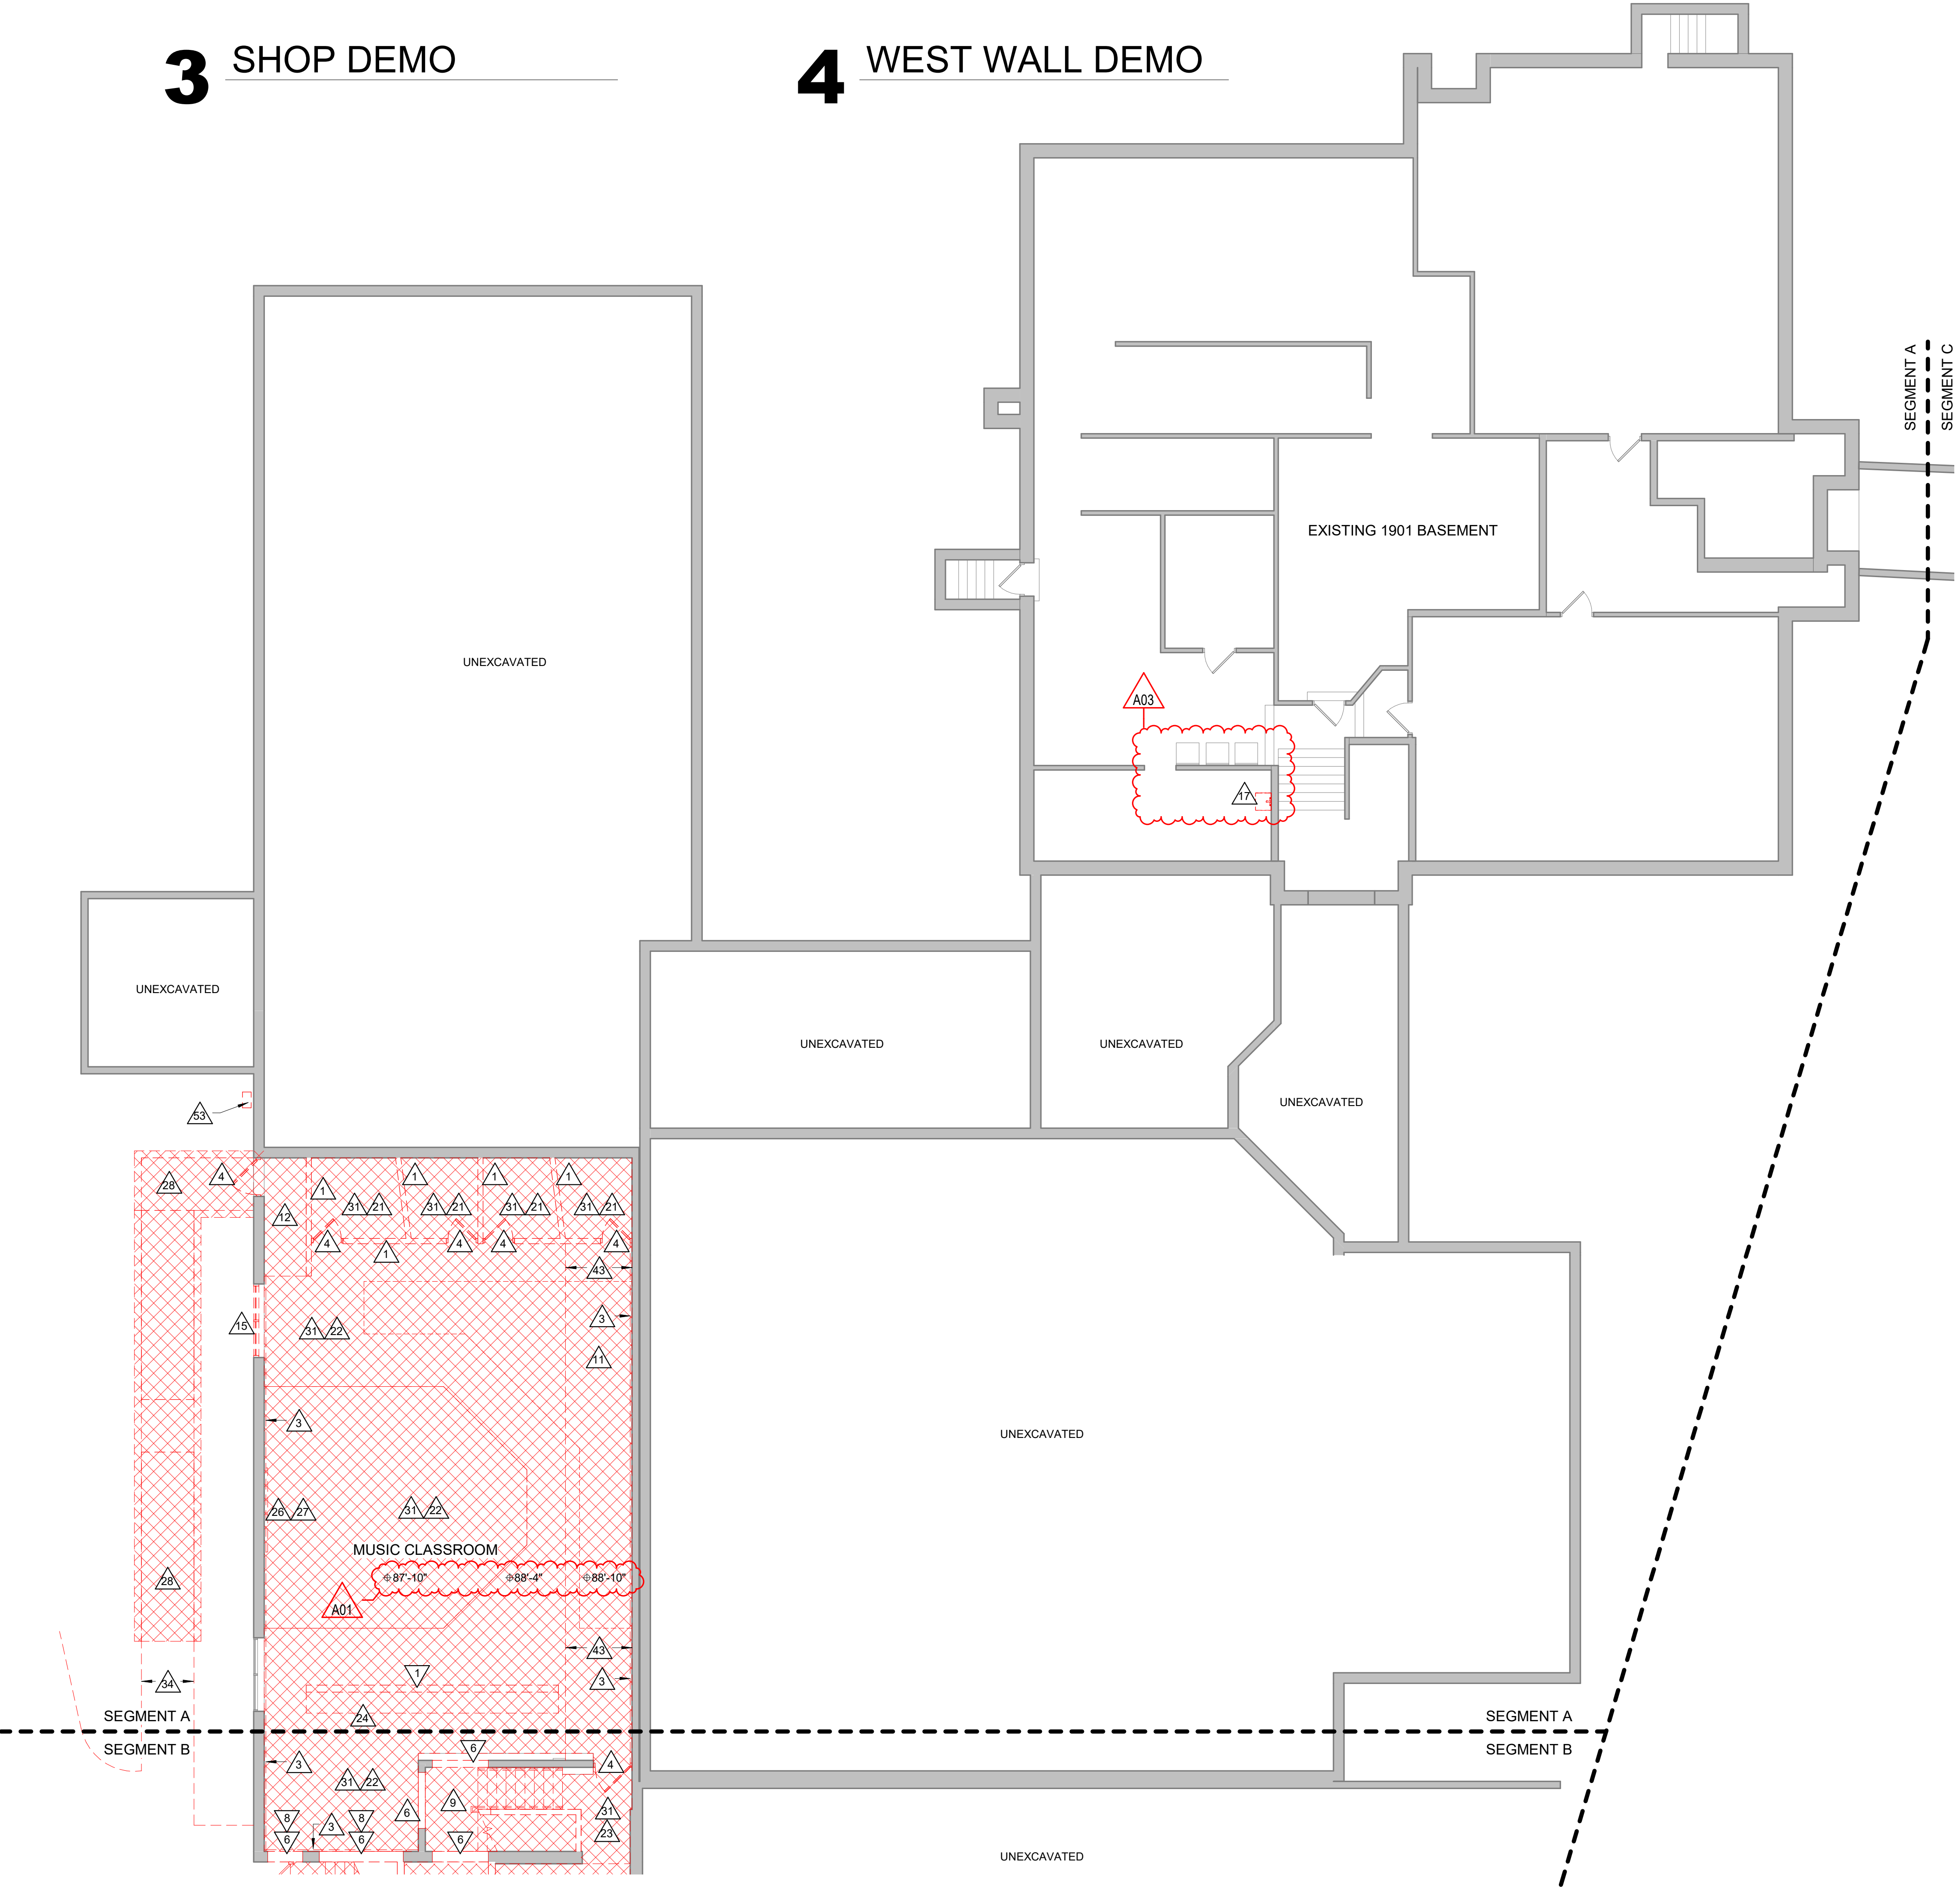 3 SHOP DEMO
4 WEST WALL DEMO
SEGMENT A
SEGMENT C
EXISTING 1901 BASEMENT
UNEXCAVATED
A03
17
UNEXCAVATED
UNEXCAVATED
UNEXCAVATED
UNEXCAVATED
53
28
4
1
1
1
1
12
31 21
31 21
31 21
31 21
4
1
4
4
4
43
15
31 22
3
11
3
UNEXCAVATED
26 27
31 22
MUSIC CLASSROOM
87'-10"
88'-4"
88'-10"
28
A01
43
34
1
3
SEGMENT A
24
SEGMENT A
SEGMENT B
6
SEGMENT B
3
4
31 22
9
6
31
23
8
3
8
6
6
6
UNEXCAVATED